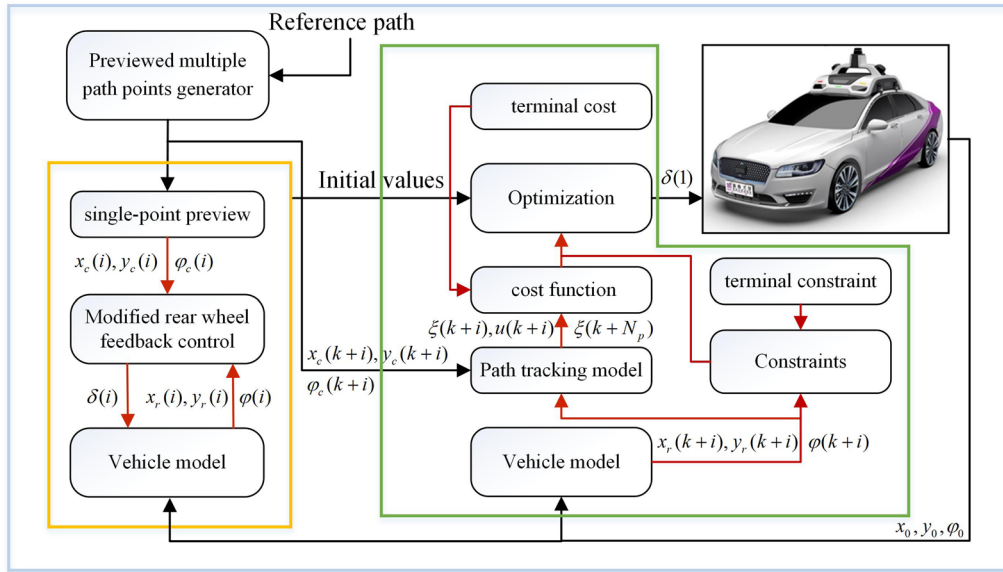 Reference path
Previewed multiple
path points generator
terminal cost
Initial values
Optimization
δ(1)
single-point preview
x_c(i), y_c(i) φ_c(i)
terminal constraint
cost function
Modified rear wheel
feedback control
ξ(k+i), u(k+i) ξ(k+N_p)
x_c(k+i), y_c(k+i)
φ_c(k+i)
Path tracking model
Constraints
δ(i) x_r(i), y_r(i) φ(i)
Vehicle model
Vehicle model
x_r(k+i), y_r(k+i) φ(k+i)
x_0, y_0, φ_0